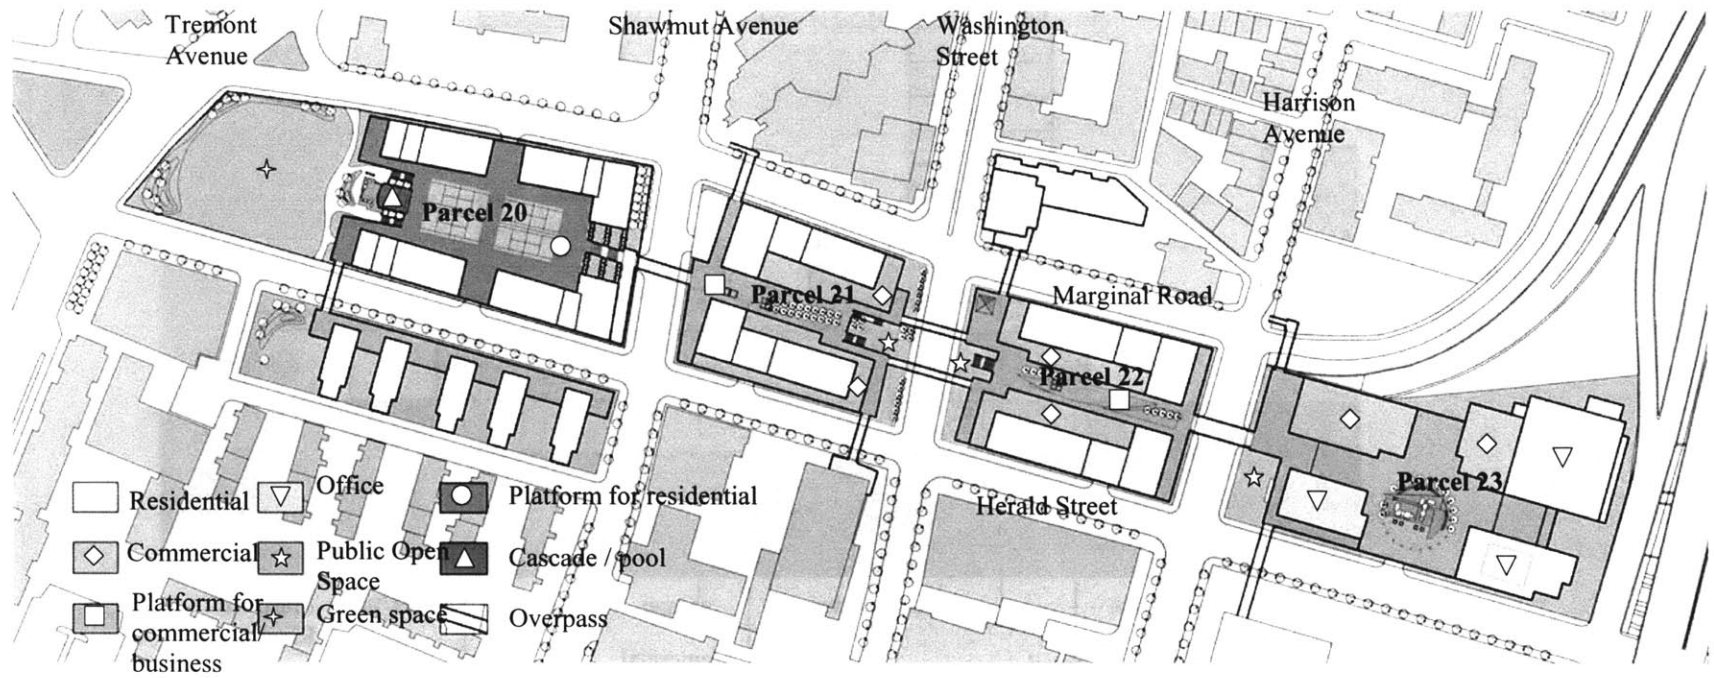 Tremont
Avenue
Shawmut Avenue
Washington
Street
Harrison
Avenue
Parcel 20
Parcel 21
Marginal Road
Parcel 22
Parcel 23
Herald Street
Residential
Office
Platform for residential
Commercial
Public Open
Space
Cascade / pool
Platform for
commercial/
business
Green space
Overpass